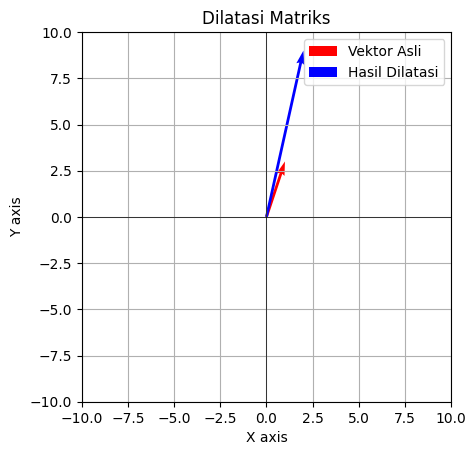 Dilatasi Matriks
Vektor Asli
Hasil Dilatasi
10.0
7.5
5.0
2.5
0.0
−2.5
−5.0
−7.5
−10.0
Y axis
−10.0 −7.5 −5.0 −2.5 0.0 2.5 5.0 7.5 10.0
X axis